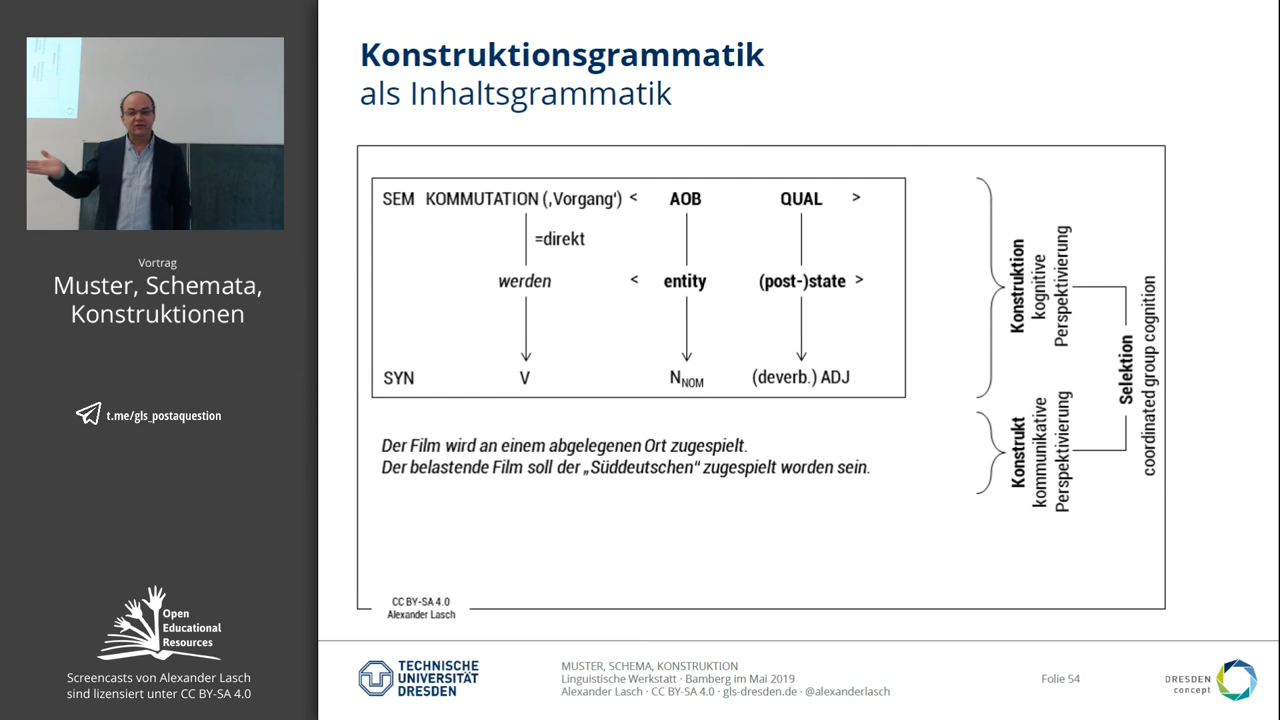 Vortrag
Muster, Schemata,
Konstruktionen
t.me/gls_postaquestion
Open
Educational
Resources
Screencasts von Alexander Lasch
sind lizensiert unter CC BY-SA 4.0
Konstruktionsgrammatik
als Inhaltsgrammatik
SEM KOMMUTATION (‚Vorgang‘) < AOB QUAL >
=direkt
werden < entity (post-)state >
SYN V N NOM (deverb.) ADJ
Der Film wird an einem abgelegenen Ort zugespielt.
Der belastende Film soll der „Süddeutschen“ zugespielt worden sein.
Konstruktion
kognitive
Perspektivierung
Konstrukt
kommunikative
Perspektivierung
Selektion
coordinated group cognition
CC BY-SA 4.0
Alexander Lasch
TECHNISCHE
UNIVERSITÄT
DRESDEN
MUSTER, SCHEMA, KONSTRUKTION
Linguistische Werkstatt · Bamberg im Mai 2019
Alexander Lasch · CC BY-SA 4.0 · gls-dresden.de · @alexanderlasch
Folie 54
DRESDEN
concept